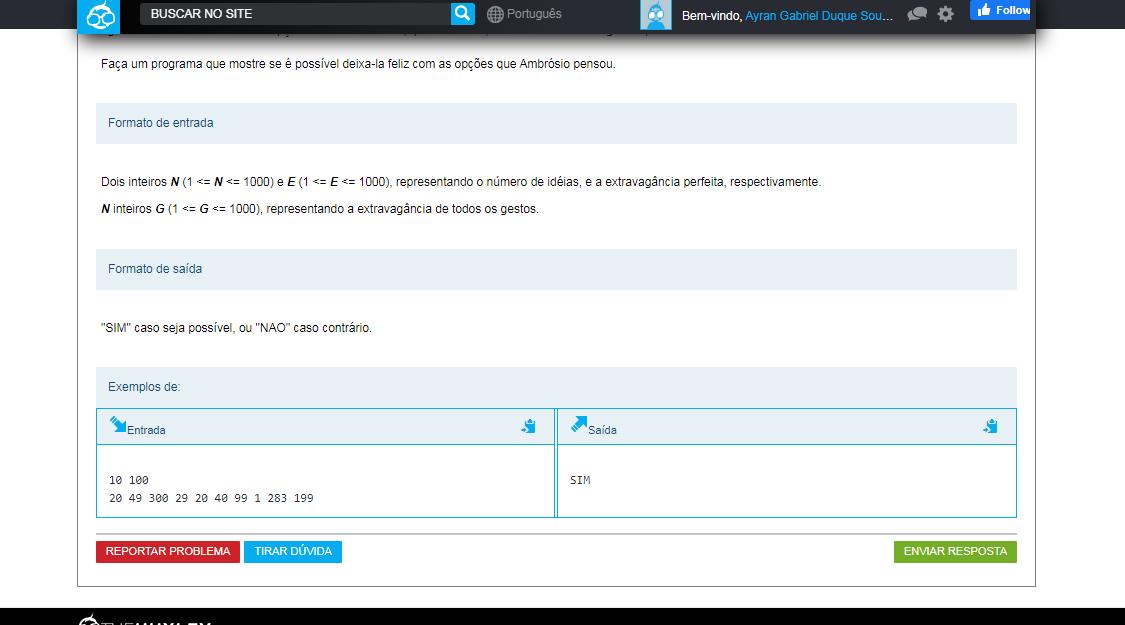 BUSCAR NO SITE
Português
Bem-vindo, Ayran Gabriel Duque Sou...
Follow
Faça um programa que mostre se é possível deixa-la feliz com as opções que Ambrósio pensou.
Formato de entrada
Dois inteiros N (1 <= N <= 1000) e E (1 <= E <= 1000), representando o número de idéias, e a extravagância perfeita, respectivamente.
N inteiros G (1 <= G <= 1000), representando a extravagância de todos os gestos.
Formato de saída
"SIM" caso seja possível, ou "NAO" caso contrário.
Exemplos de:
Entrada
Saída
10 100
20 49 300 29 20 40 99 1 283 199
SIM
REPORTAR PROBLEMA
TIRAR DÚVIDA
ENVIAR RESPOSTA